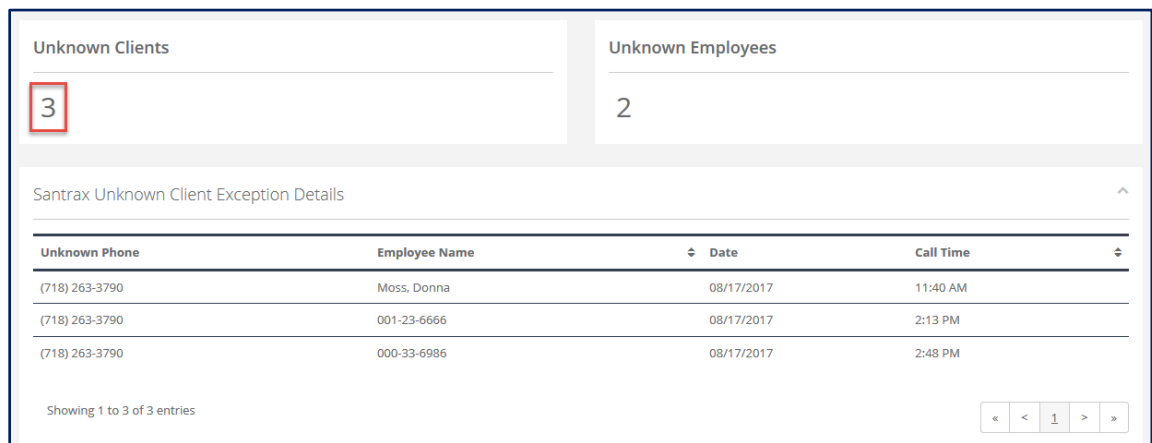 Unknown Clients
3
Unknown Employees
2
Santrax Unknown Client Exception Details
Unknown Phone Employee Name Date Call Time
(718) 263-3790 Moss, Donna 08/17/2017 11:40 AM
(718) 263-3790 001-23-6666 08/17/2017 2:13 PM
(718) 263-3790 000-33-6986 08/17/2017 2:48 PM
Showing 1 to 3 of 3 entries
« < 1 > »